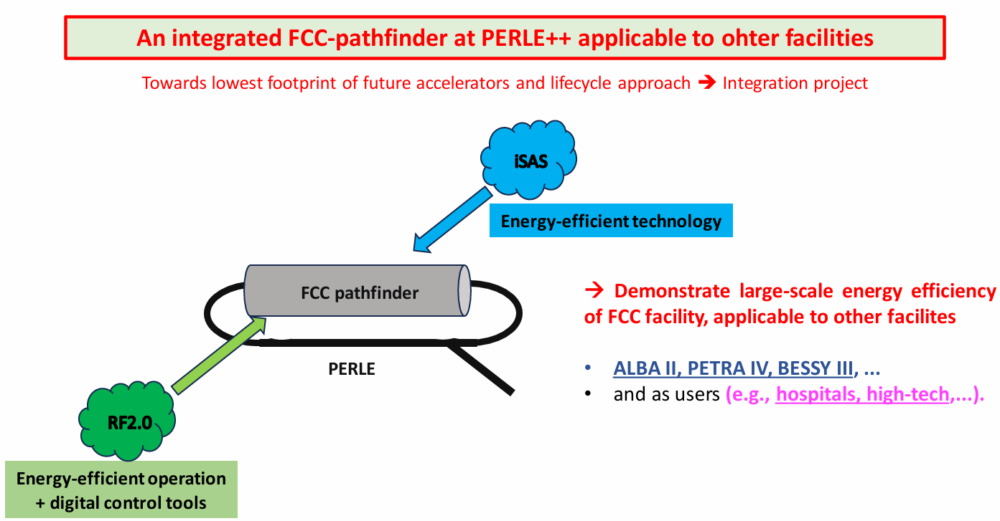 An integrated FCC-pathfinder at PERLE++ applicable to ohter facilities
Towards lowest footprint of future accelerators and lifecycle approach ➔ Integration project
iSAS
Energy-efficient technology
FCC pathfinder
PERLE
RF2.0
Energy-efficient operation
+ digital control tools
➔ Demonstrate large-scale energy efficiency
of FCC facility, applicable to other facilites
• ALBA II, PETRA IV, BESSY III, ...
• and as users (e.g., hospitals, high-tech,...).